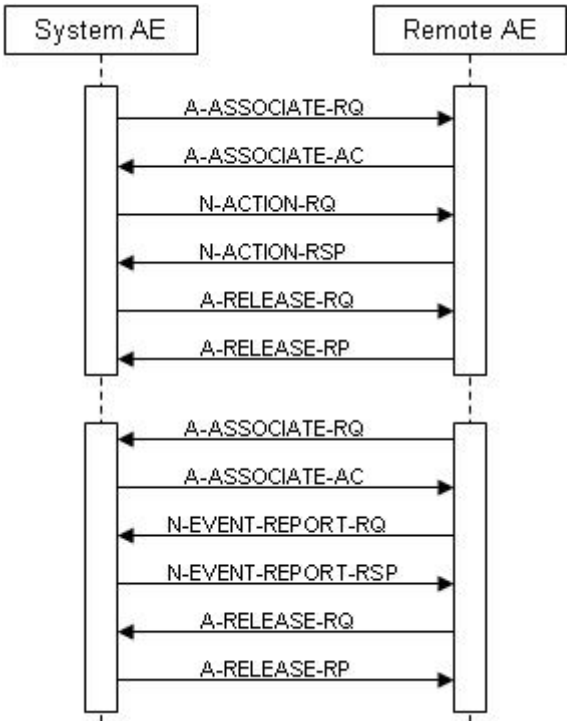 System AE
Remote AE
A-ASSOCIATE-RQ
A-ASSOCIATE-AC
N-ACTION-RQ
N-ACTION-RSP
A-RELEASE-RQ
A-RELEASE-RP
A-ASSOCIATE-RQ
A-ASSOCIATE-AC
N-EVENT-REPORT-RQ
N-EVENT-REPORT-RSP
A-RELEASE-RQ
A-RELEASE-RP